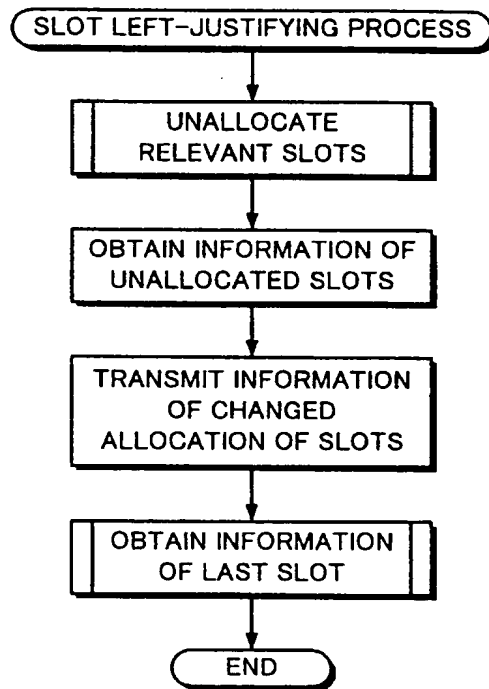 SLOT LEFT-JUSTIFYING PROCESS
UNALLOCATE
RELEVANT SLOTS
OBTAIN INFORMATION OF
UNALLOCATED SLOTS
TRANSMIT INFORMATION
OF CHANGED
ALLOCATION OF SLOTS
OBTAIN INFORMATION
OF LAST SLOT
END